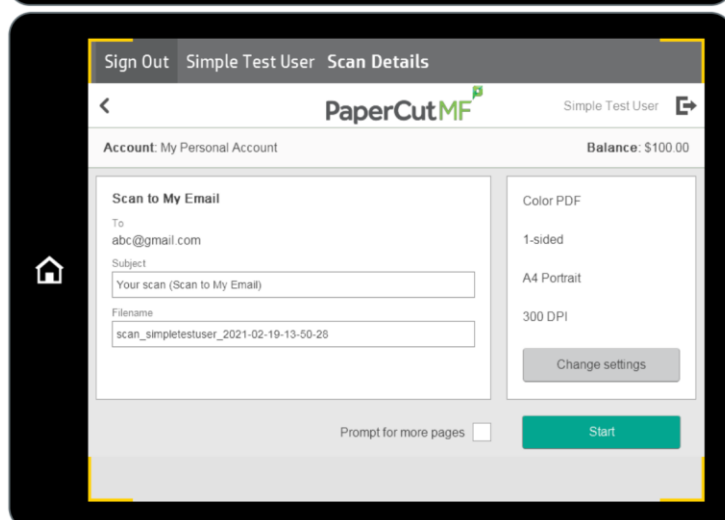 Sign Out Simple Test User Scan Details
PaperCutMF Simple Test User
Account: My Personal Account Balance: $100.00
Scan to My Email
To
abc@gmail.com
Subject
Your scan (Scan to My Email)
Filename
scan_simpletestuser_2021-02-19-13-50-28
Color PDF
1-sided
A4 Portrait
300 DPI
Change settings
Prompt for more pages
Start